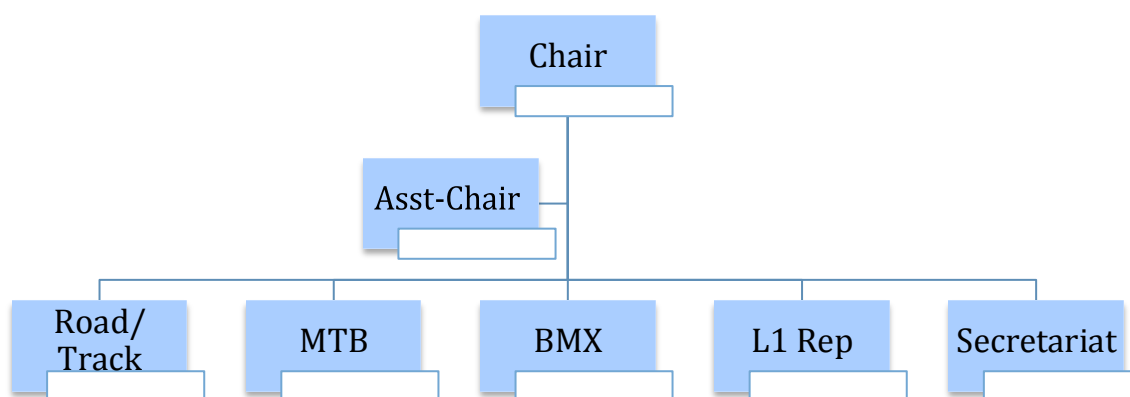 Chair
Asst-Chair
Road/
Track
MTB
BMX
L1 Rep
Secretariat